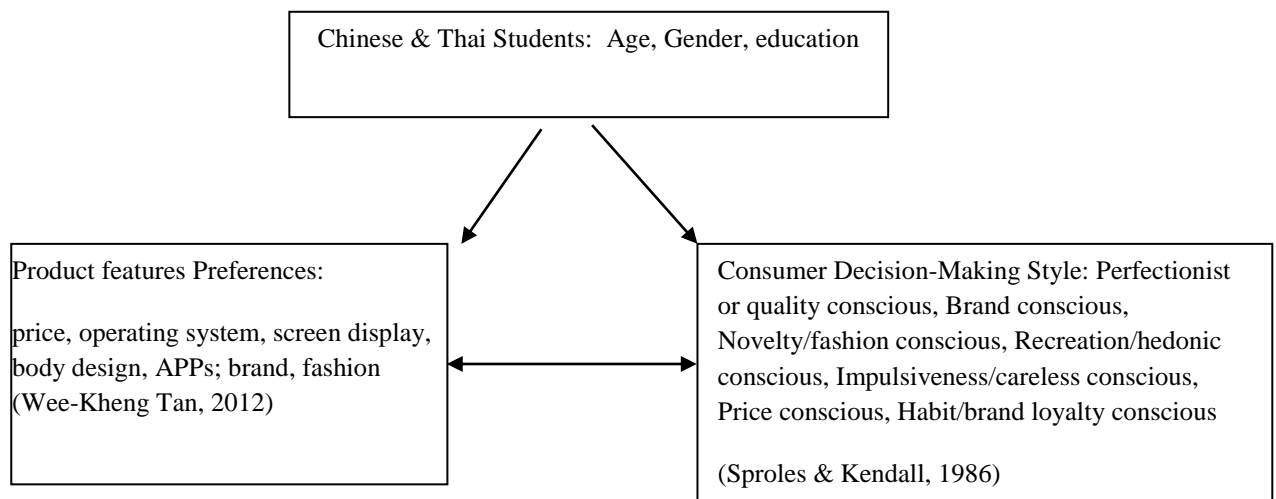 Chinese & Thai Students:  Age, Gender, education
Product features Preferences:
price, operating system, screen display,
body design, APPs; brand, fashion
(Wee-Kheng Tan, 2012)
Consumer Decision-Making Style: Perfectionist
or quality conscious, Brand conscious,
Novelty/fashion conscious, Recreation/hedonic
conscious, Impulsiveness/careless conscious,
Price conscious, Habit/brand loyalty conscious
(Sproles & Kendall, 1986)